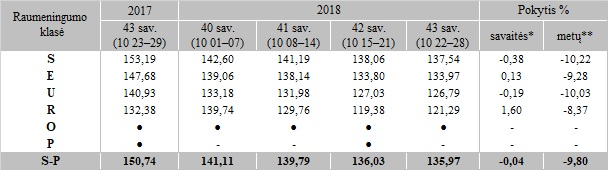 Raumeningumo klasė | 2017 | 2018 | Pokytis %
43 sav. (10 23–29) | 40 sav. (10 01–07) | 41 sav. (10 08–14) | 42 sav. (10 15–21) | 43 sav. (10 22–28) | savaitės* | metų**
S | 153,19 | 142,60 | 141,19 | 138,06 | 137,54 | -0,38 | -10,22
E | 147,68 | 139,06 | 138,14 | 133,80 | 133,97 | 0,13 | -9,28
U | 140,93 | 133,18 | 131,98 | 127,03 | 126,79 | -0,19 | -10,03
R | 132,38 | 139,74 | 129,76 | 119,38 | 121,29 | 1,60 | -8,37
O | ● | ● | ● | ● | ● | - | -
P | ● | - | - | ● | - | - | -
S-P | 150,74 | 141,11 | 139,79 | 136,03 | 135,97 | -0,04 | -9,80